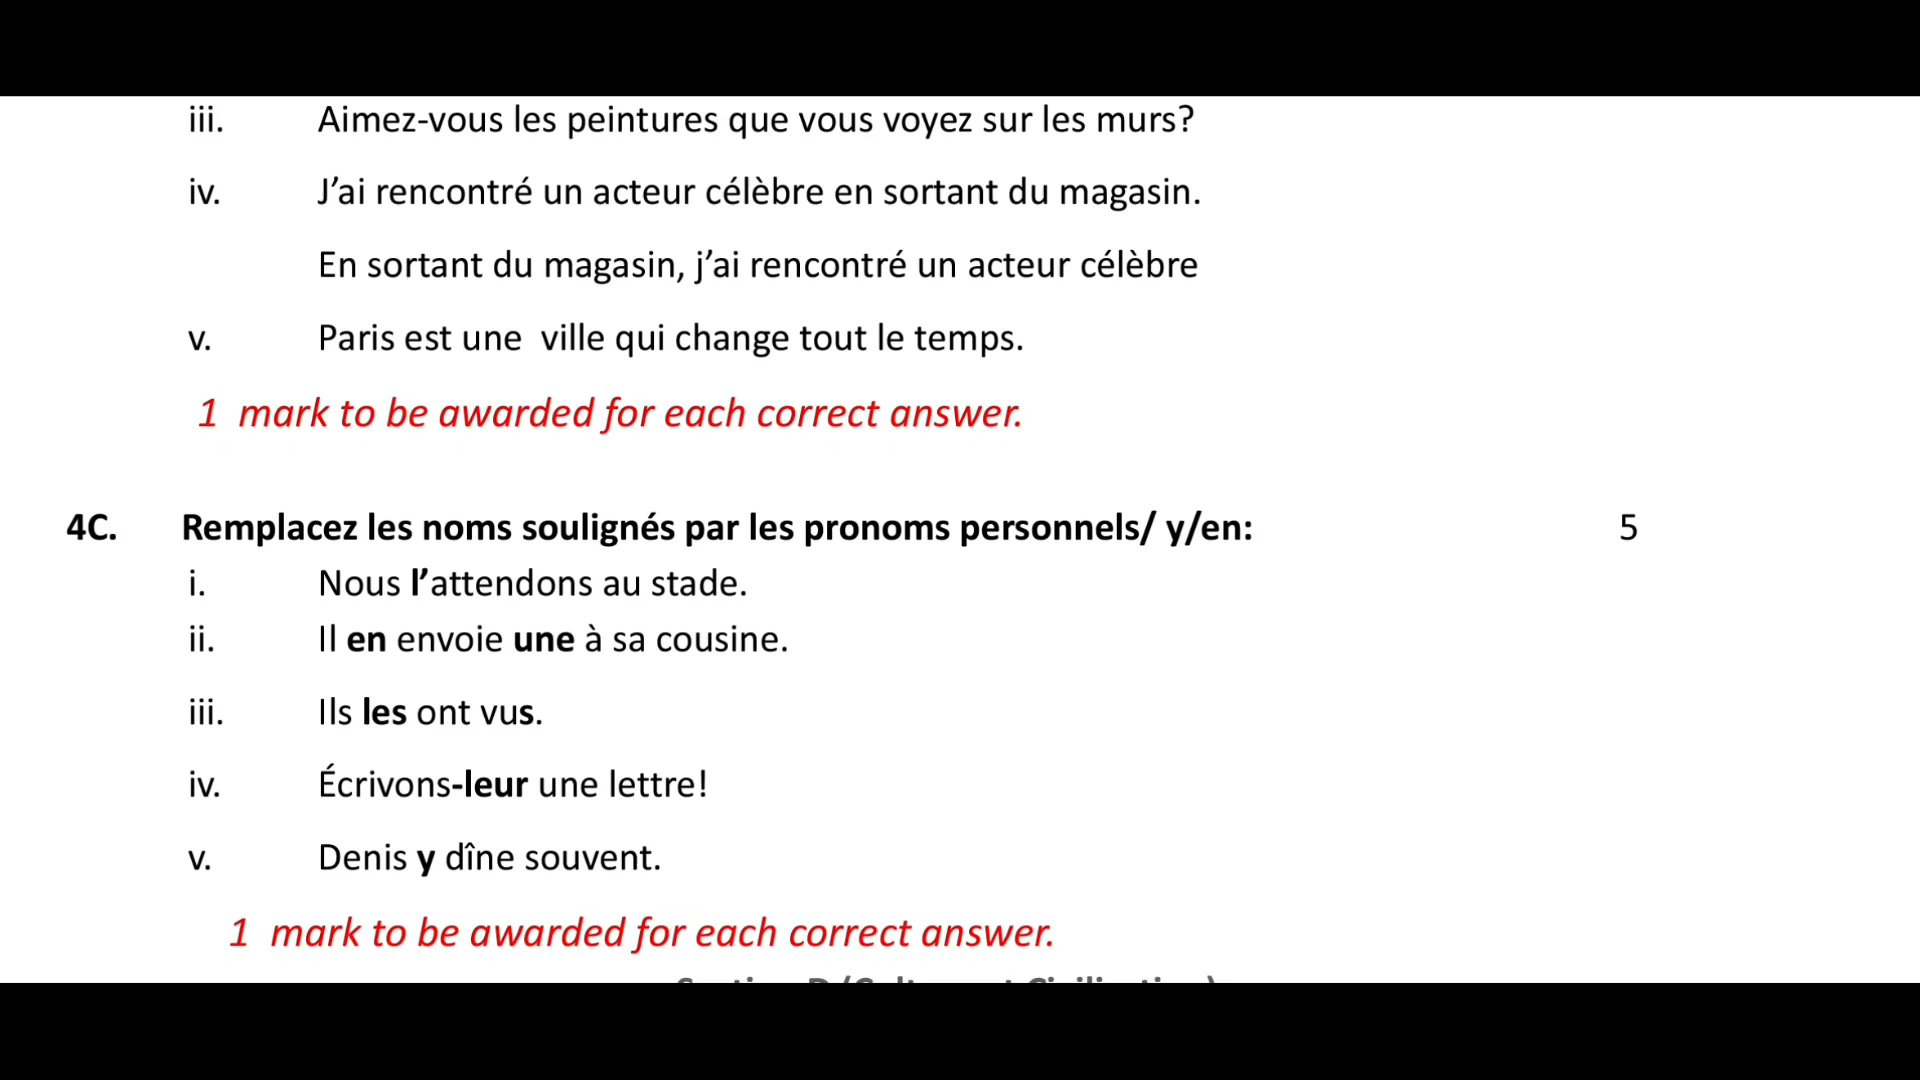 iii. Aimez-vous les peintures que vous voyez sur les murs?
iv. J’ai rencontré un acteur célèbre en sortant du magasin.
En sortant du magasin, j’ai rencontré un acteur célèbre
v. Paris est une  ville qui change tout le temps.
1  mark to be awarded for each correct answer.
4C. Remplacez les noms soulignés par les pronoms personnels/ y/en: 5
i. Nous l’attendons au stade.
ii. Il en envoie une à sa cousine.
iii. Ils les ont vus.
iv. Écrivons-leur une lettre!
v. Denis y dîne souvent.
1  mark to be awarded for each correct answer.